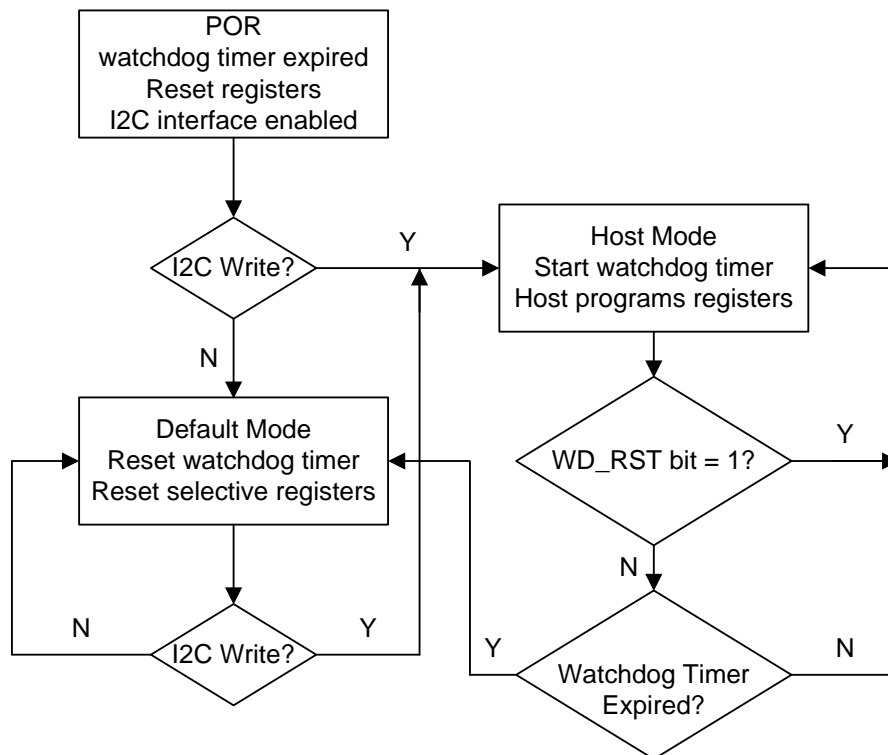 POR
watchdog timer expired
Reset registers
I2C interface enabled
I2C Write?
Y
N
Host Mode
Start watchdog timer
Host programs registers
Default Mode
Reset watchdog timer
Reset selective registers
WD_RST bit = 1?
Y
N
I2C Write?
N
Y
Watchdog Timer
Expired?
Y
N